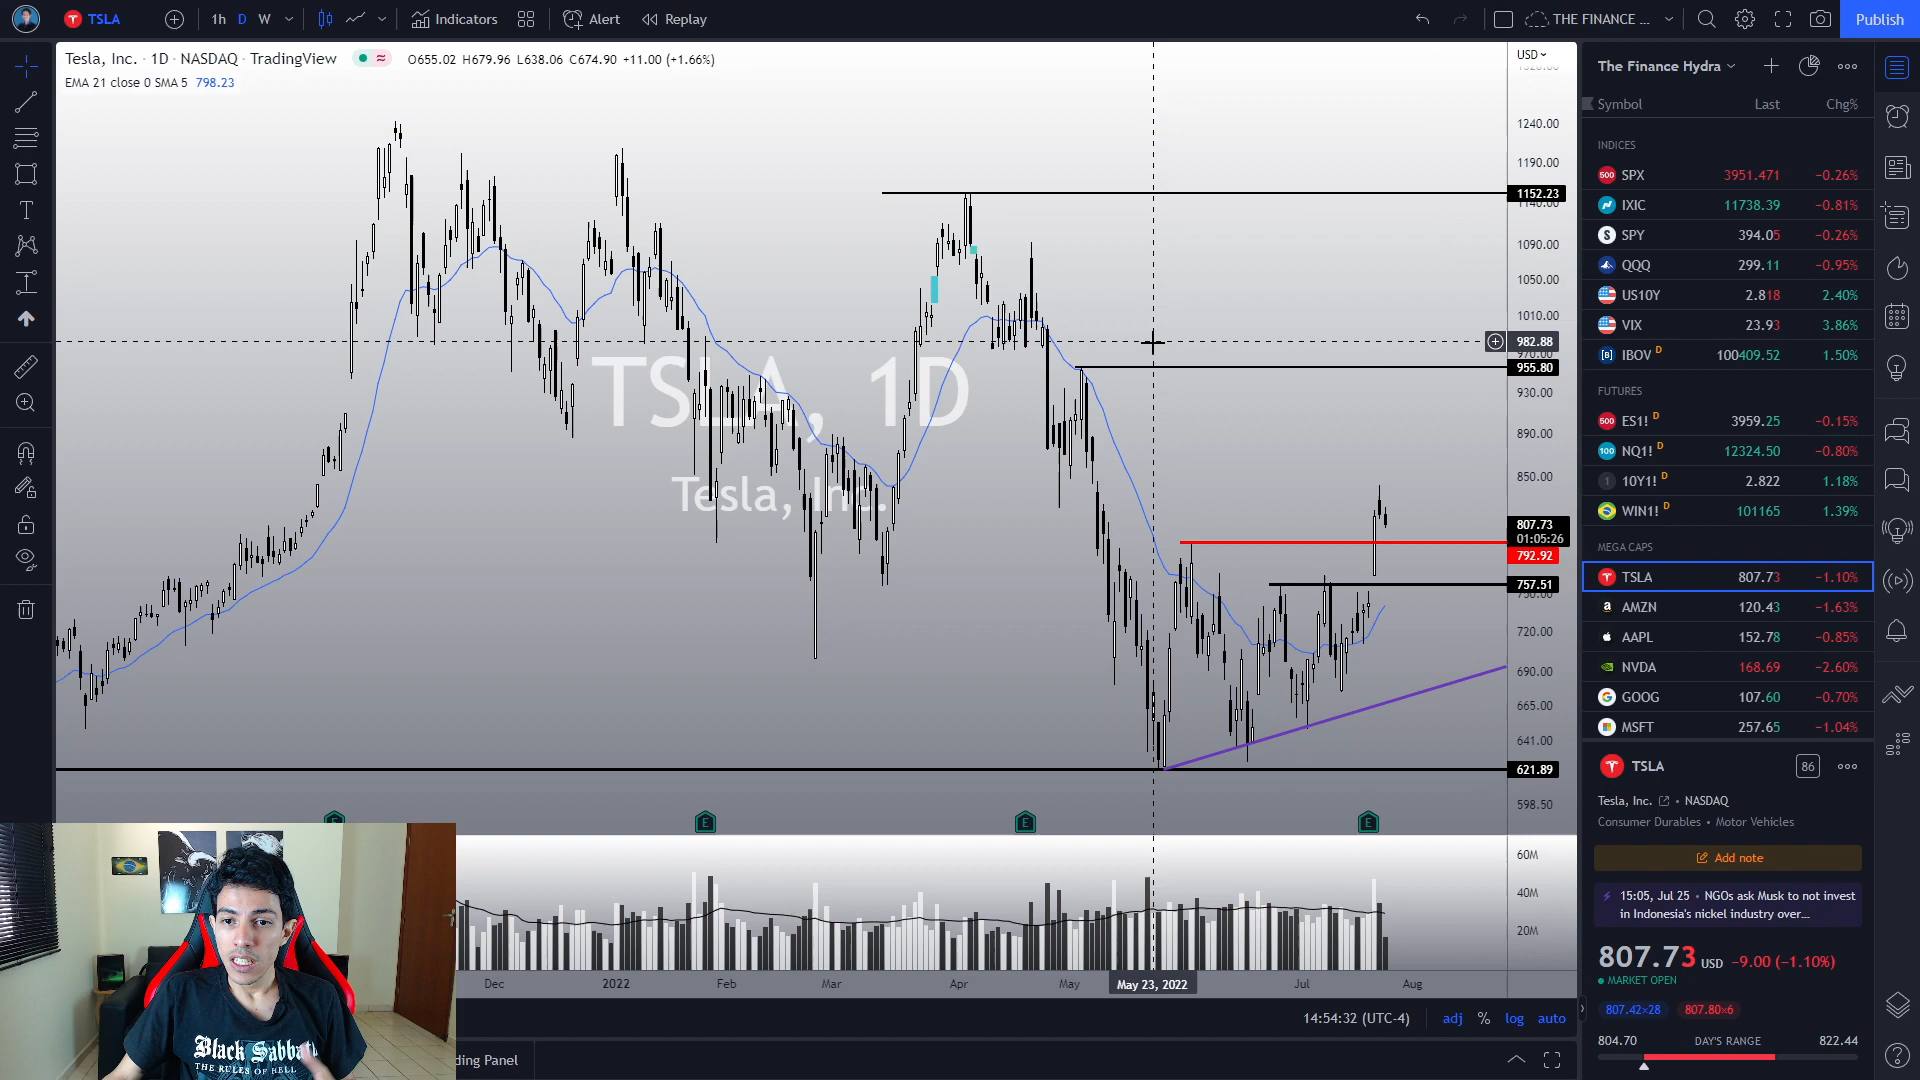 TSLA
1h
D
W
Indicators
Alert
Replay
THE FINANCE ...
Publish
Tesla, Inc. · 1D · NASDAQ · TradingView
O655.02 H679.96 L638.06 C674.90 +11.00 (+1.66%)
EMA 21 close 0 SMA 5 798.23
USD
1240.00
1190.00
1152.23
1140.00
1090.00
1050.00
1010.00
982.88
970.00
955.80
930.00
890.00
850.00
807.73
01:05:26
792.92
757.51
750.00
720.00
690.00
665.00
641.00
621.89
598.50
TSLA, 1D
Tesla, Inc.
E
E
E
E
60M
40M
20M
Dec
2022
Feb
Mar
Apr
May
May 23, 2022
Jul
Aug
14:54:32 (UTC-4)
adj
%
log
auto
ding Panel
Black Sabbath
THE RULES OF HELL
The Finance Hydra
Symbol Last Chg%
INDICES
500 SPX 3951.471 −0.26%
IXIC 11738.39 −0.81%
S SPY 394.05 −0.26%
QQQ 299.11 −0.95%
US10Y 2.818 2.40%
VIX 23.93 3.86%
[B] IBOV D 100409.52 1.50%
FUTURES
500 ES1! D 3959.25 −0.15%
100 NQ1! D 12324.50 −0.80%
1 10Y1! D 2.822 1.18%
WIN1! D 101165 1.39%
MEGA CAPS
TSLA 807.73 −1.10%
a AMZN 120.43 −1.63%
AAPL 152.78 −0.85%
NVDA 168.69 −2.60%
G GOOG 107.60 −0.70%
MSFT 257.65 −1.04%
TSLA
86
Tesla, Inc. • NASDAQ
Consumer Durables • Motor Vehicles
Add note
15:05, Jul 25 • NGOs ask Musk to not invest
in Indonesia's nickel industry over...
807.73 USD −9.00 (−1.10%)
MARKET OPEN
807.42×28
807.80×6
804.70 DAY'S RANGE 822.44